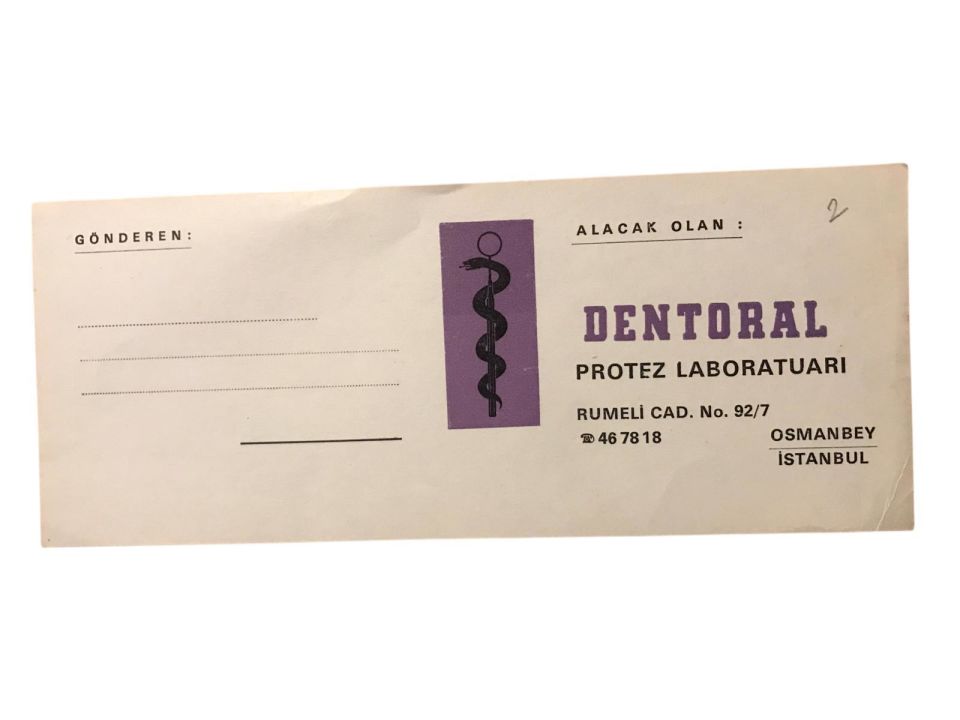 GÖNDEREN:
ALACAK OLAN :
2
DENTORAL
PROTEZ LABORATUARI
RUMELİ CAD. No. 92/7
☎ 46 78 18
OSMANBEY
İSTANBUL